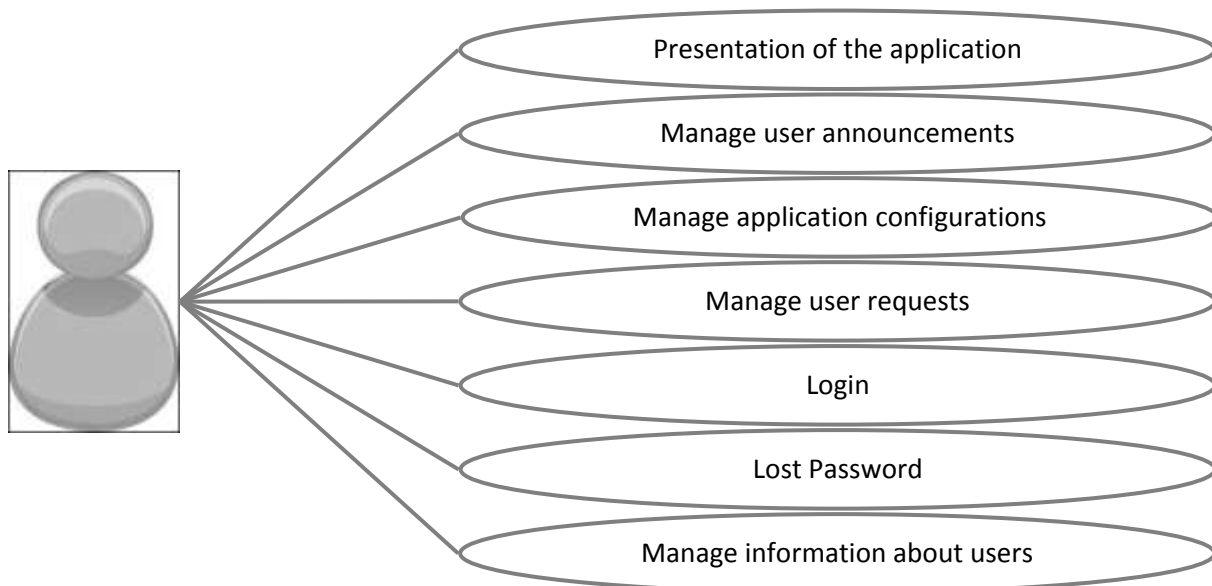 Presentation of the application
Manage user announcements
Manage application configurations
Manage user requests
Login
Lost Password
Manage information about users